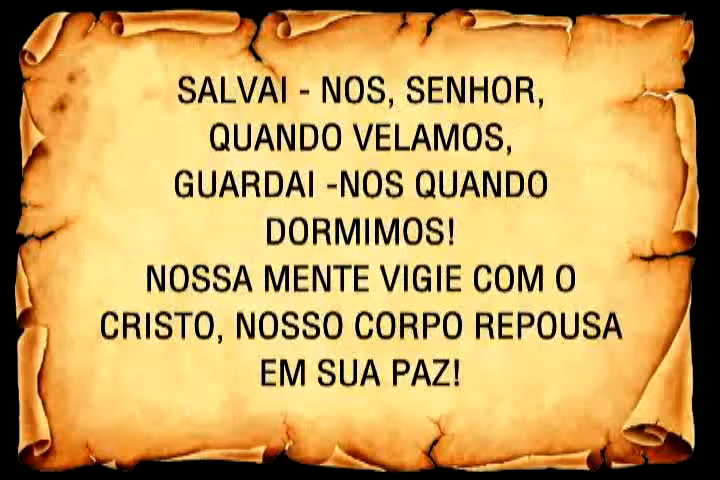 SALVAI - NOS, SENHOR,
QUANDO VELAMOS,
GUARDAI -NOS QUANDO
DORMIMOS!
NOSSA MENTE VIGIE COM O
CRISTO, NOSSO CORPO REPOUSA
EM SUA PAZ!